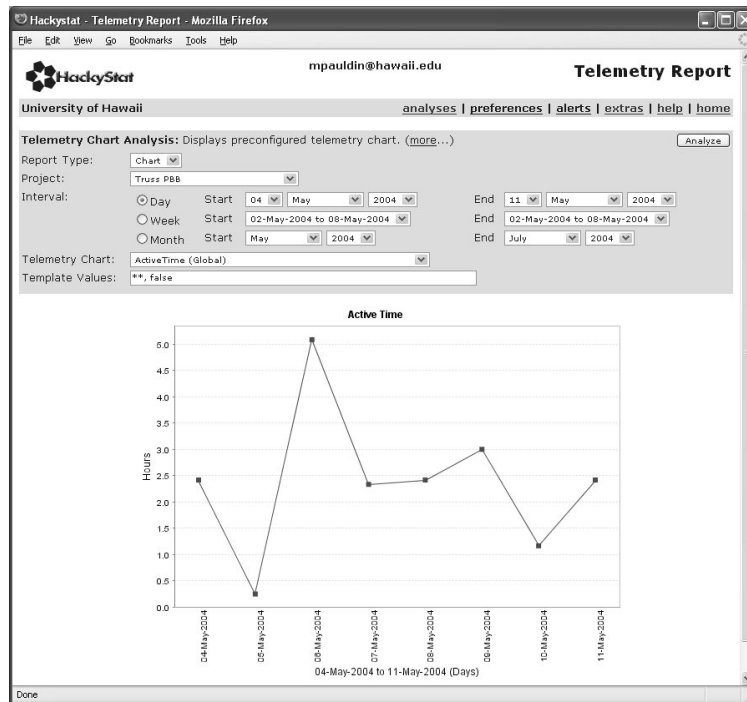 Hackystat - Telemetry Report - Mozilla Firefox
File Edit View Go Bookmarks Tools Help
HackyStat
mpauldin@hawaii.edu
Telemetry Report
University of Hawaii
analyses | preferences | alerts | extras | help | home
Telemetry Chart Analysis: Displays preconfigured telemetry chart. (more...)
Analyze
Report Type: Chart
Project: Truss PBB
Interval: Day Start 04 May 2004 End 11 May 2004
Week Start 02-May-2004 to 08-May-2004 End 02-May-2004 to 08-May-2004
Month Start May 2004 End July 2004
Telemetry Chart: ActiveTime (Global)
Template Values: **, false
Active Time
5.0
4.5
4.0
3.5
3.0
2.5
2.0
1.5
1.0
0.5
0.0
Hours
04-May-2004
05-May-2004
06-May-2004
07-May-2004
08-May-2004
09-May-2004
10-May-2004
11-May-2004
04-May-2004 to 11-May-2004 (Days)
Done